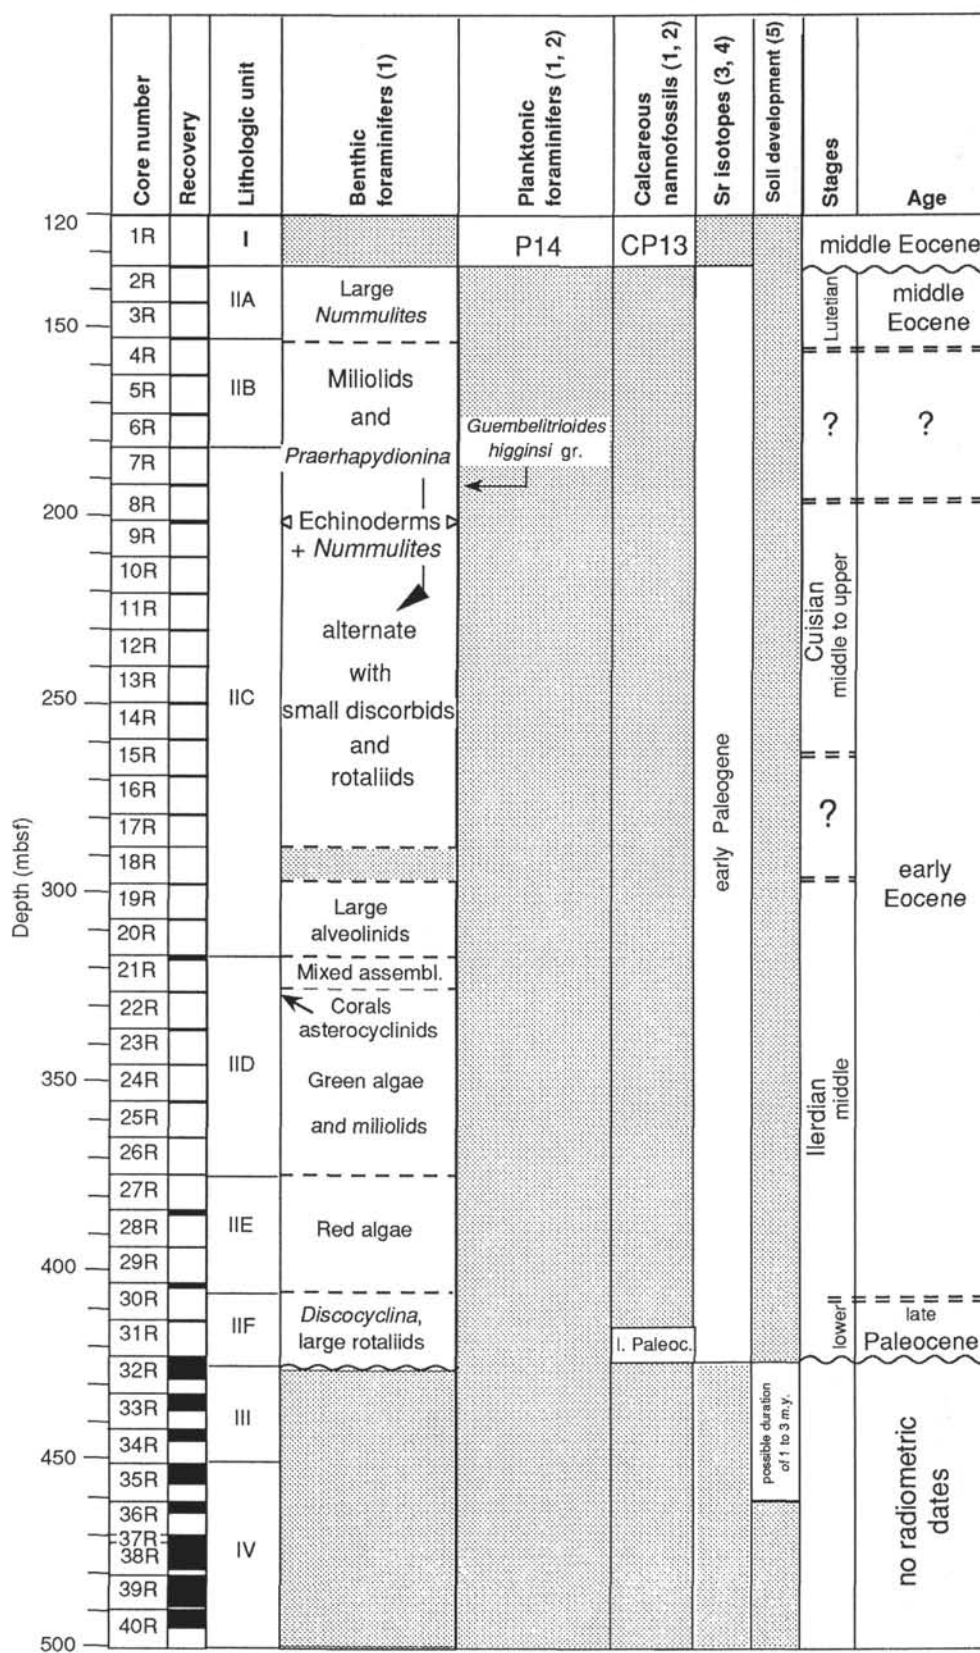 Core number
Recovery
Lithologic unit
Benthic
foraminifers (1)
Planktonic
foraminifers (1, 2)
Calcareous
nannofossils (1, 2)
Sr isotopes (3, 4)
Soil development (5)
Stages
Age
Depth (mbsf)
120
150
200
250
300
350
400
450
500
1R
2R
3R
4R
5R
6R
7R
8R
9R
10R
11R
12R
13R
14R
15R
16R
17R
18R
19R
20R
21R
22R
23R
24R
25R
26R
27R
28R
29R
30R
31R
32R
33R
34R
35R
36R
37R
38R
39R
40R
I
IIA
IIB
IIC
IID
IIE
IIF
III
IV
Large
Nummulites
Miliolids
and
Praerhapydionina
Echinoderms
+ Nummulites
alternate
with
small discorbids
and
rotaliids
Large
alveolinids
Mixed assembl.
Corals
asterocyclinids
Green algae
and miliolids
Red algae
Discocyclina,
large rotaliids
P14
Guembelitrioides
higginsi gr.
CP13
l. Paleoc.
early Paleogene
possible duration
of 1 to 3 m.y.
middle Eocene
Lutetian
?
Cuisian
middle to upper
?
Ilerdian
middle
lower
middle
Eocene
?
early
Eocene
late
Paleocene
no radiometric
dates